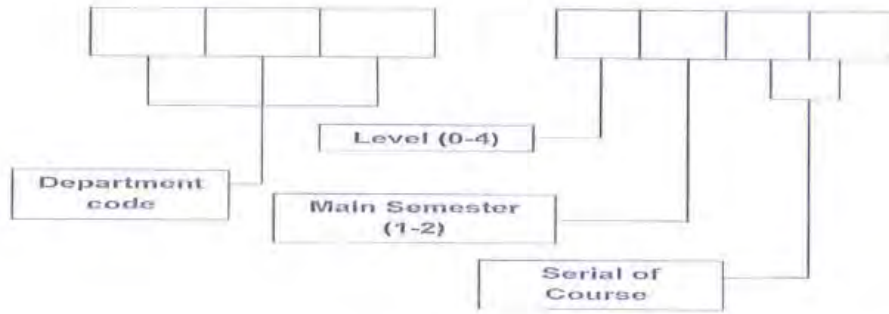 Level (0-4)
Department
code
Main Semester
(1-2)
Serial of
Course